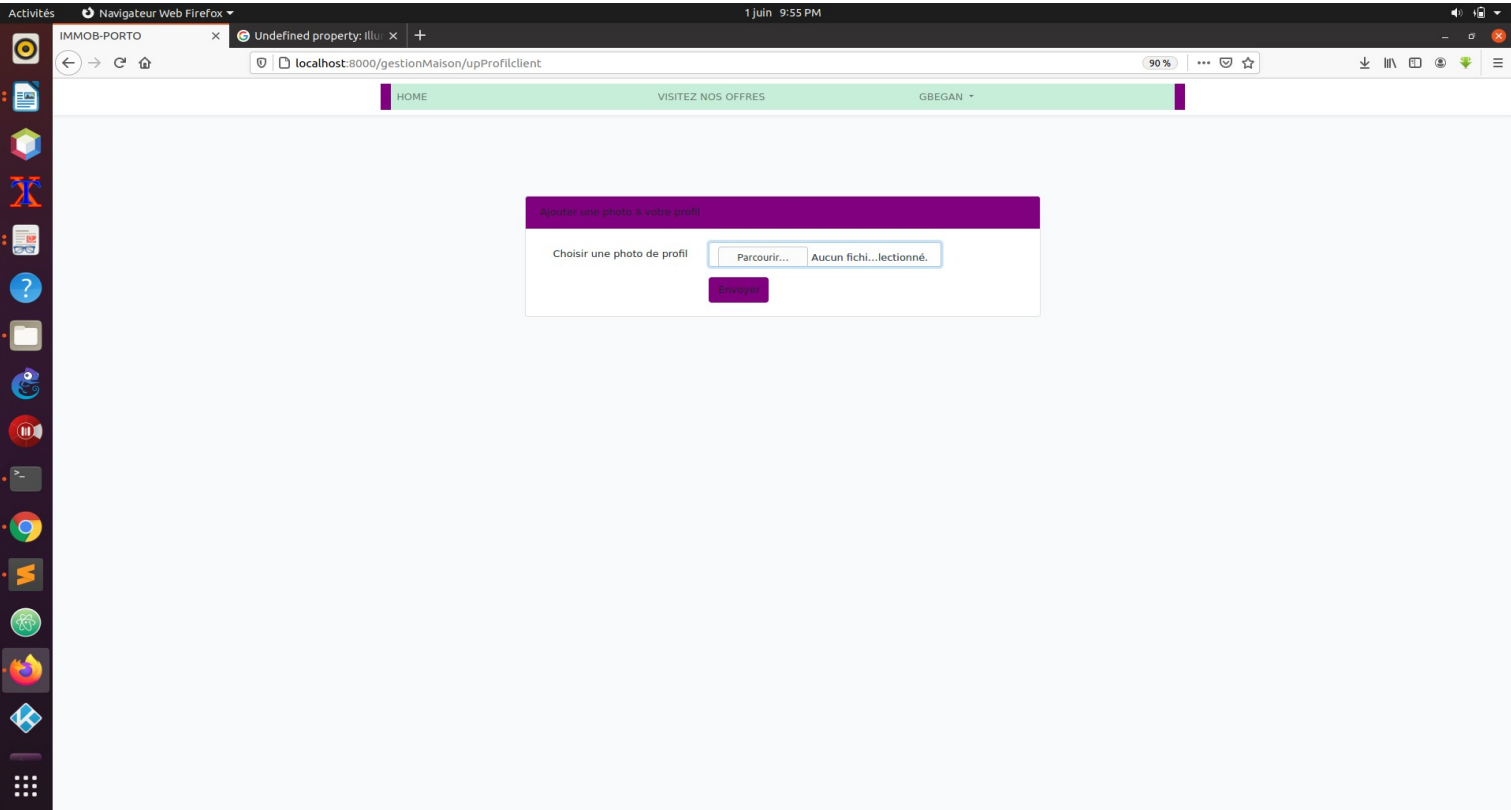 Activités Navigateur Web Firefox 1 juin 9:55 PM
IMMOB-PORTO Undefined property: Illu
localhost:8000/gestionMaison/upProfilclient 90 %
HOME VISITEZ NOS OFFRES GBEGAN
Ajouter une photo à votre profil
Choisir une photo de profil Parcourir... Aucun fichi...lectionné.
Envoyer